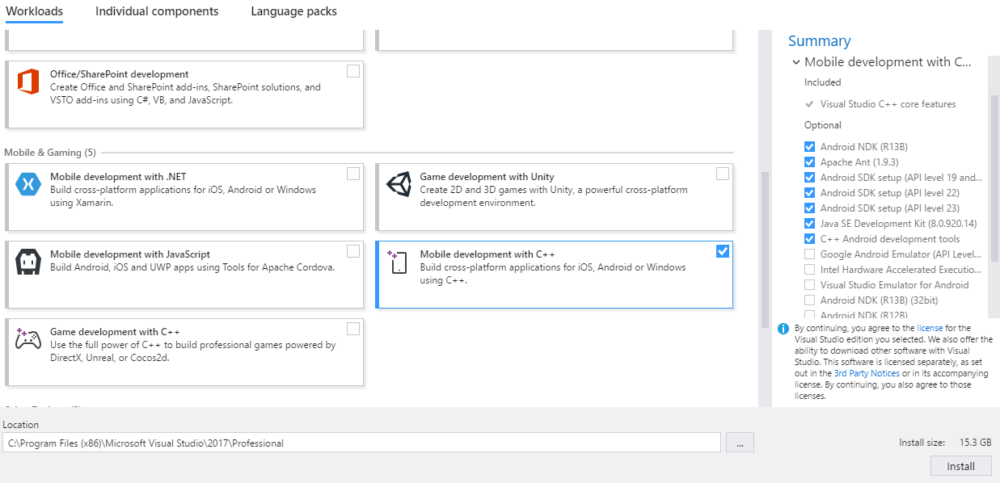 Workloads
Individual components
Language packs
Office/SharePoint development
Create Office and SharePoint add-ins, SharePoint solutions, and
VSTO add-ins using C#, VB, and JavaScript.
Mobile & Gaming (5)
Mobile development with .NET
Build cross-platform applications for iOS, Android or Windows
using Xamarin.
Game development with Unity
Create 2D and 3D games with Unity, a powerful cross-platform
development environment.
Mobile development with JavaScript
Build Android, iOS and UWP apps using Tools for Apache Cordova.
Mobile development with C++
Build cross-platform applications for iOS, Android or Windows
using C++.
Game development with C++
Use the full power of C++ to build professional games powered by
DirectX, Unreal, or Cocos2d.
Summary
Mobile development with C...
Included
Visual Studio C++ core features
Optional
Android NDK (R13B)
Apache Ant (1.9.3)
Android SDK setup (API level 19 and...
Android SDK setup (API level 22)
Android SDK setup (API level 23)
Java SE Development Kit (8.0.920.14)
C++ Android development tools
Google Android Emulator (API Level...
Intel Hardware Accelerated Executio...
Visual Studio Emulator for Android
Android NDK (R13B) (32bit)
Android NDK (R12B)
By continuing, you agree to the license for the
Visual Studio edition you selected. We also offer the
ability to download other software with Visual
Studio. This software is licensed separately, as set
out in the 3rd Party Notices or in its accompanying
license. By continuing, you also agree to those
licenses.
Location
C:\Program Files (x86)\Microsoft Visual Studio\2017\Professional
...
Install size: 15.3 GB
Install